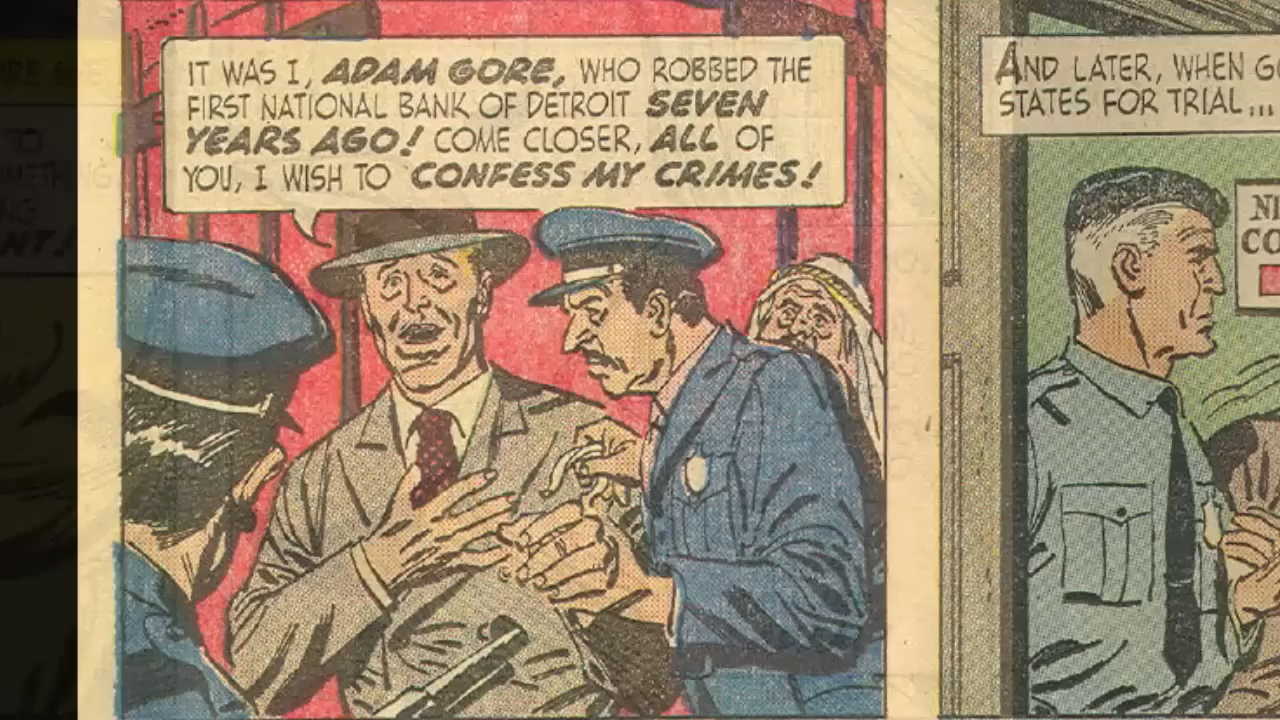 IT WAS I, ADAM GORE, WHO ROBBED THE
FIRST NATIONAL BANK OF DETROIT SEVEN
YEARS AGO! COME CLOSER, ALL OF
YOU, I WISH TO CONFESS MY CRIMES!
AND LATER, WHEN
STATES FOR TRIAL...
TO